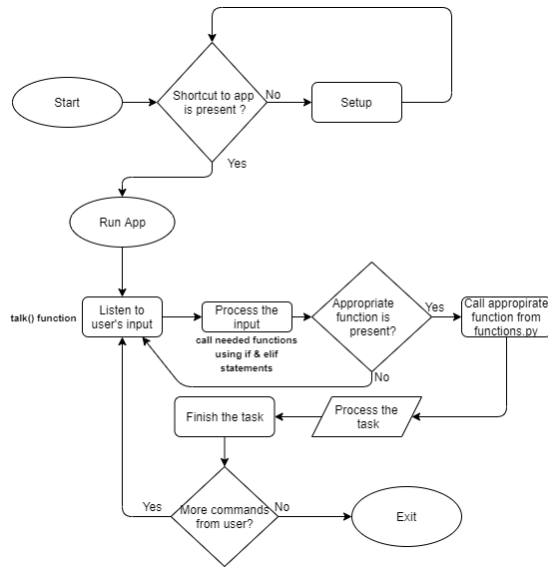 Start
Shortcut to app
is present ?
No
Setup
Yes
Run App
talk() function
Listen to
user's input
Process the
input
call needed functions
using if & elif
statements
Appropriate
function is
present?
Yes
Call appropirate
function from
functions.py
No
Finish the task
Process the
task
Yes
More commands
from user?
No
Exit